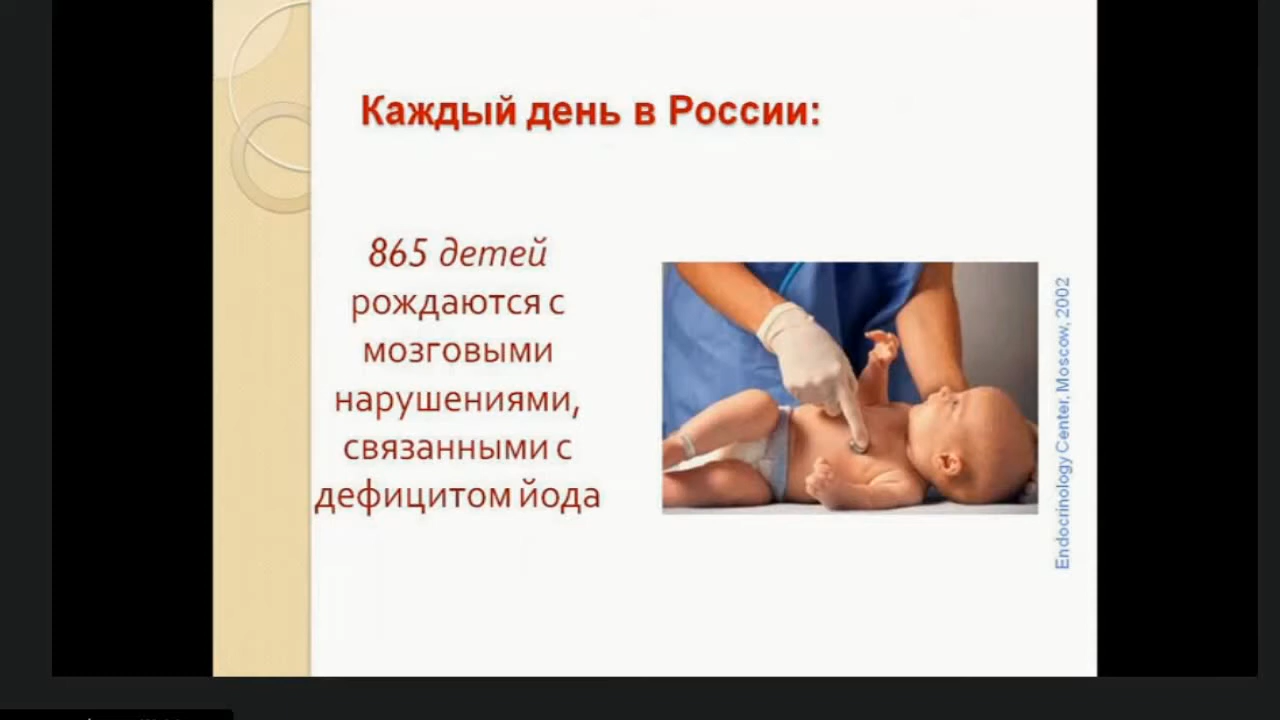 Каждый день в России:
865 детей
рождаются с
мозговыми
нарушениями,
связанными с
дефицитом йода
Endocrinology Center, Moscow, 2002